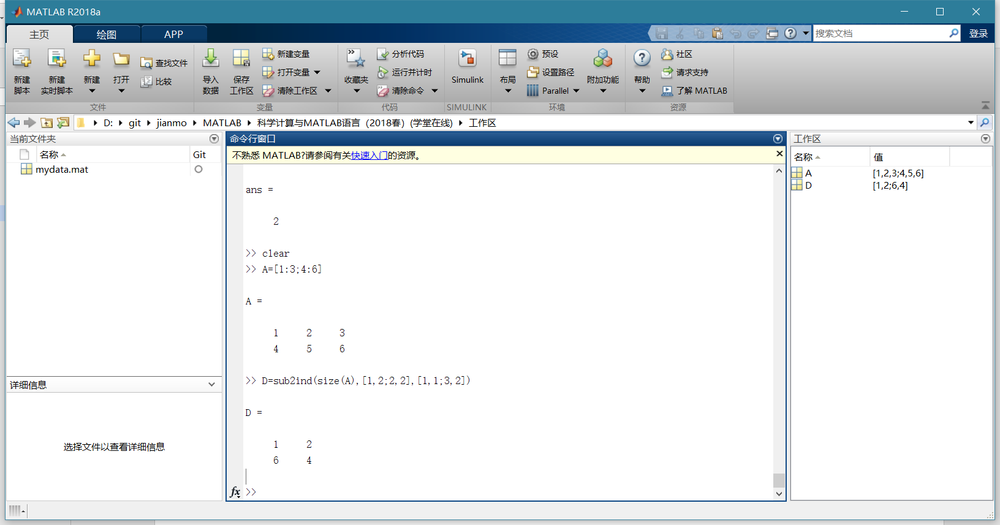 MATLAB R2018a
主页 绘图 APP
搜索文档 登录
新建脚本
新建实时脚本
新建
打开
查找文件
比较
文件
导入数据
保存工作区
新建变量
打开变量
清除工作区
变量
收藏夹
分析代码
运行并计时
清除命令
代码
Simulink
SIMULINK
布局
预设
设置路径
Parallel
附加功能
环境
帮助
社区
请求支持
了解 MATLAB
资源
D: git jianmo MATLAB 科学计算与MATLAB语言（2018春）(学堂在线) 工作区
当前文件夹
名称 Git
mydata.mat
详细信息
选择文件以查看详细信息
命令行窗口
不熟悉 MATLAB?请参阅有关快速入门的资源。
ans =
2
>> clear
>> A=[1:3;4:6]
A =
1 2 3
4 5 6
>> D=sub2ind(size(A),[1,2;2,2],[1,1;3,2])
D =
1 2
6 4
fx >>
工作区
名称 值
A [1,2,3;4,5,6]
D [1,2;6,4]